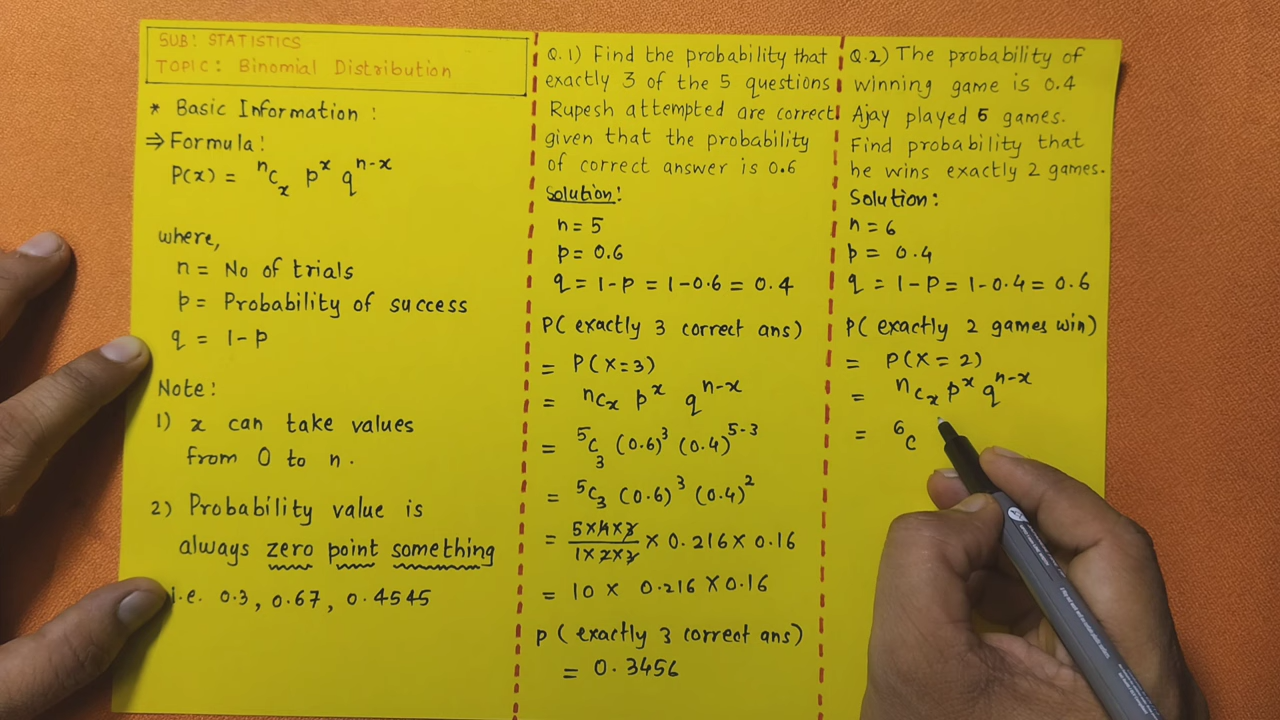 SUB: STATISTICS
TOPIC: Binomial Distribution
* Basic Information:
⇒ Formula:
P(x) = ⁿCₓ pˣ qⁿ⁻ˣ
where,
n = No of trials
p = Probability of success
q = 1-p
Note:
1) x can take values
from 0 to n.
2) Probability value is
always zero point something
i.e. 0.3, 0.67, 0.4545
Q.1) Find the probability that
exactly 3 of the 5 questions
Rupesh attempted are correct
given that the probability
of correct answer is 0.6
Solution:
n = 5
p = 0.6
q = 1-p = 1-0.6 = 0.4
P( exactly 3 correct ans)
= P(X=3)
= ⁿCₓ pˣ qⁿ⁻ˣ
= ⁵C₃ (0.6)³ (0.4)⁵⁻³
= ⁵C₃ (0.6)³ (0.4)²
= 5×4×3
1×2×3 × 0.216 × 0.16
= 10 × 0.216 × 0.16
p ( exactly 3 correct ans)
= 0.3456
Q.2) The probability of
winning game is 0.4
Ajay played 6 games.
Find probability that
he wins exactly 2 games.
Solution:
n = 6
p = 0.4
q = 1-p = 1-0.4 = 0.6
P( exactly 2 games win)
= P(X = 2)
= ⁿCₓ pˣ qⁿ⁻ˣ
= ⁶C